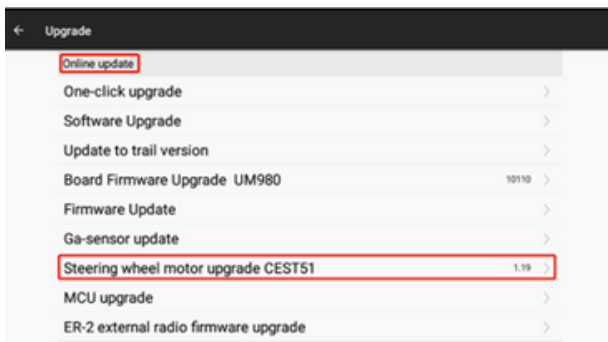 Upgrade
Online update
One-click upgrade
Software Upgrade
Update to trail version
Board Firmware Upgrade UM980 10110
Firmware Update
Ga-sensor update
Steering wheel motor upgrade CEST51 1.19
MCU upgrade
ER-2 external radio firmware upgrade